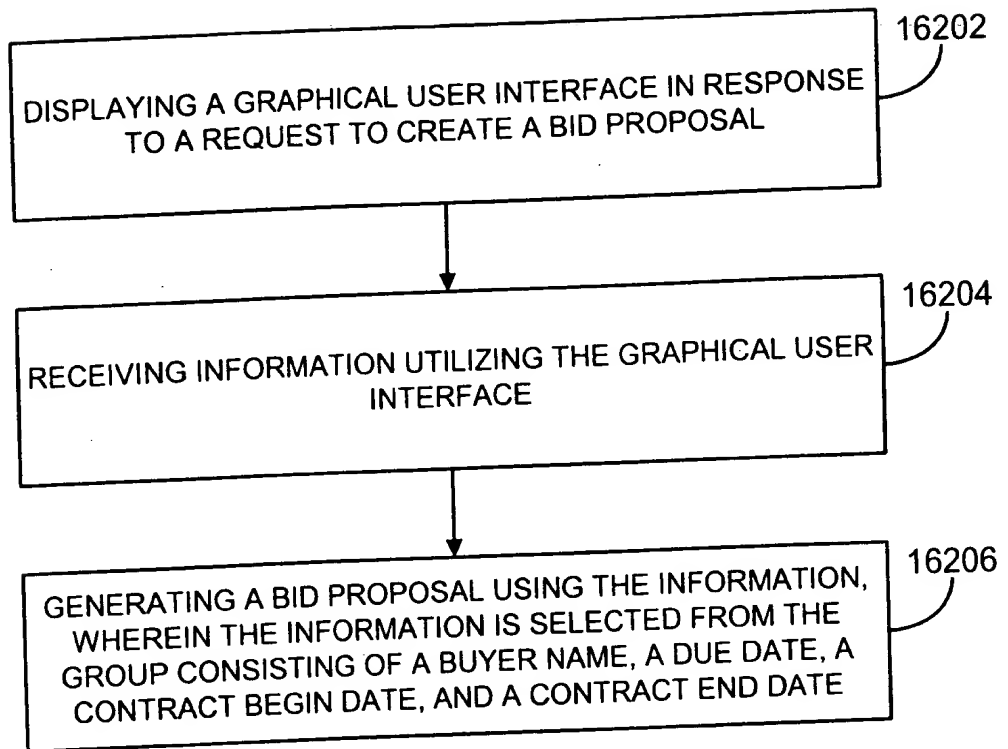 16202
DISPLAYING A GRAPHICAL USER INTERFACE IN RESPONSE
TO A REQUEST TO CREATE A BID PROPOSAL
16204
RECEIVING INFORMATION UTILIZING THE GRAPHICAL USER
INTERFACE
16206
GENERATING A BID PROPOSAL USING THE INFORMATION,
WHEREIN THE INFORMATION IS SELECTED FROM THE
GROUP CONSISTING OF A BUYER NAME, A DUE DATE, A
CONTRACT BEGIN DATE, AND A CONTRACT END DATE